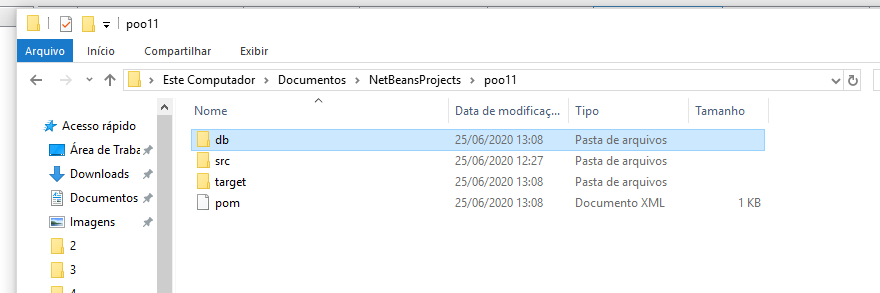 poo11
Arquivo Início Compartilhar Exibir
Este Computador Documentos NetBeansProjects poo11
Nome Data de modificaç... Tipo Tamanho
Acesso rápido
db 25/06/2020 13:08 Pasta de arquivos
Área de Traba
src 25/06/2020 12:27 Pasta de arquivos
Downloads
target 25/06/2020 13:08 Pasta de arquivos
Documentos
pom 25/06/2020 13:08 Documento XML 1 KB
Imagens
2
3